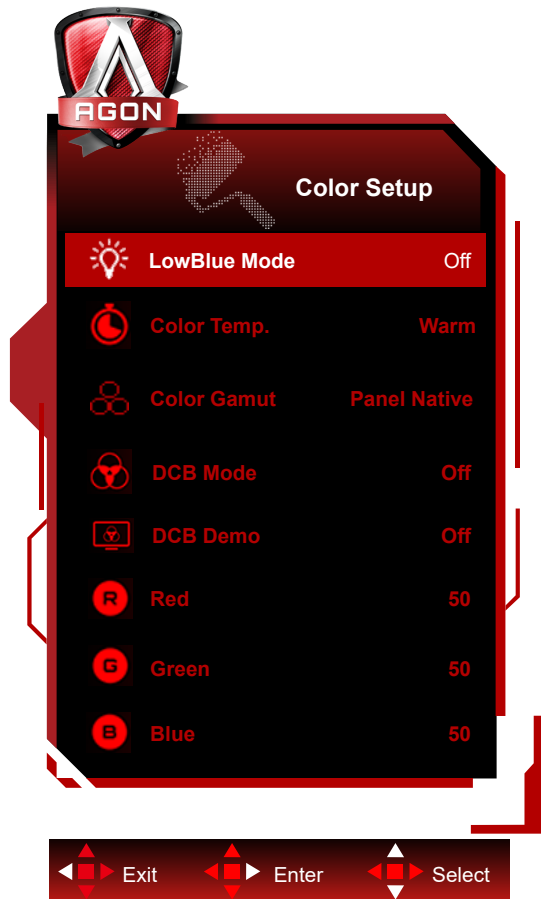 AGON
Color Setup
LowBlue Mode Off
Color Temp. Warm
Color Gamut Panel Native
DCB Mode Off
DCB Demo Off
R Red 50
G Green 50
B Blue 50
Exit Enter Select